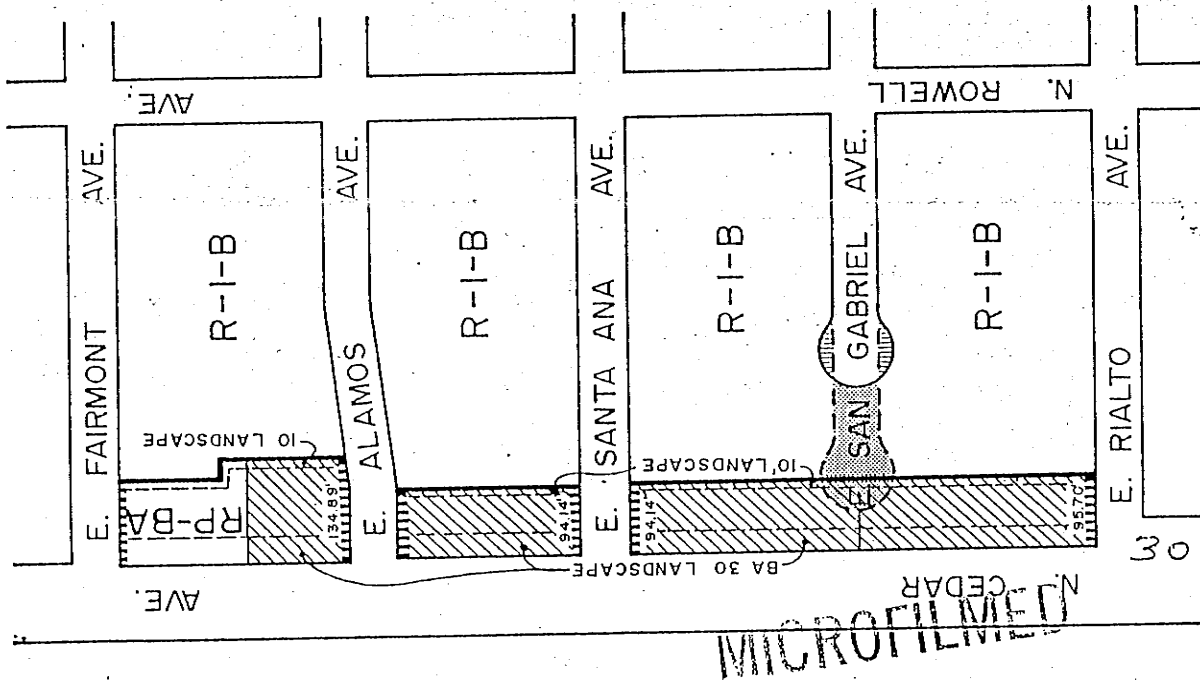 AVE.
N. ROWELL
AVE.
AVE.
AVE.
AVE.
AVE.
R-1-B
R-1-B
R-1-B
R-1-B
E. FAIRMONT
E. ALAMOS
E. SANTA ANA
E. SAN GABRIEL
E. RIALTO
10 LANDSCAPE
10' LANDSCAPE
RP-BA
134.89'
94.14'
94.14'
95.70'
BA 30 LANDSCAPE
AVE.
N. CEDAR
30
MICROFILMED